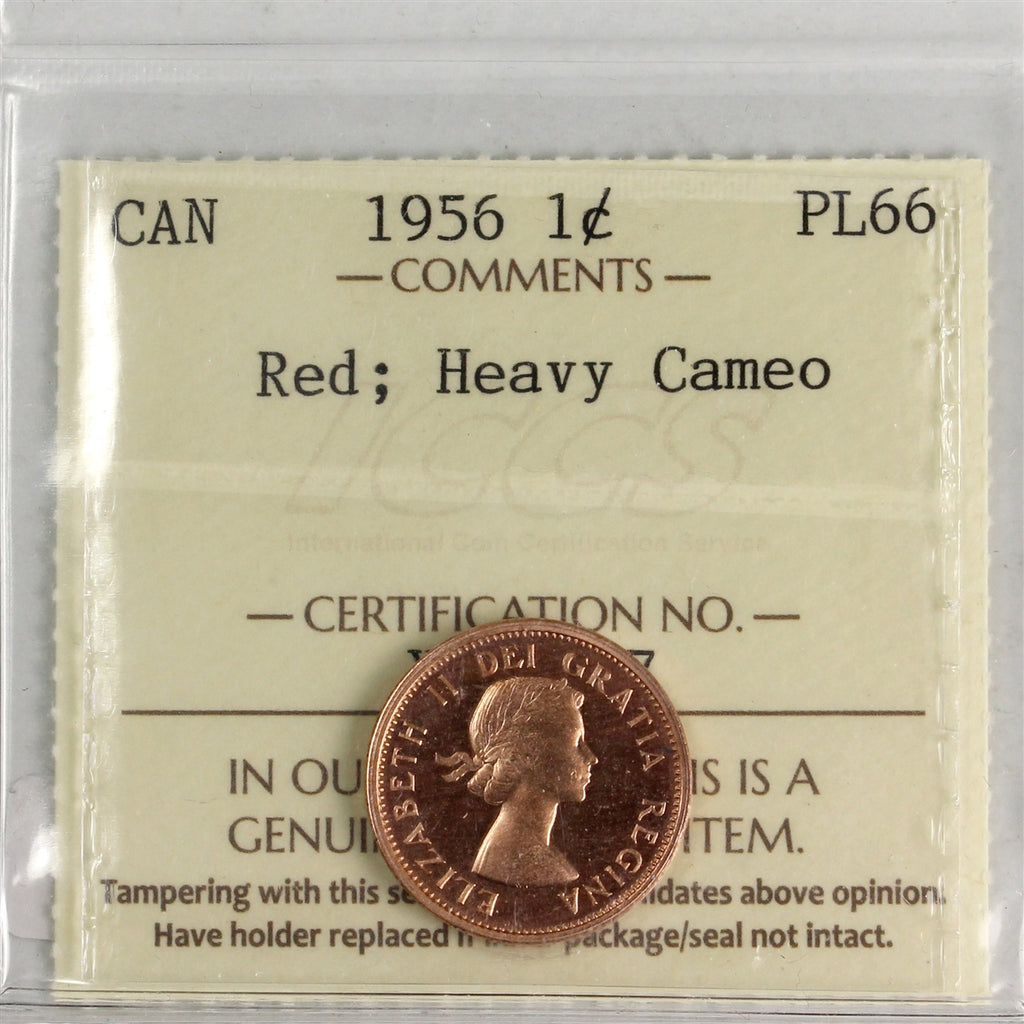 CAN 1956 1¢ PL66
— COMMENTS —
Red; Heavy Cameo
ICCS
International Coin Certification Service
— CERTIFICATION NO. —
7
IN OU IS IS A
GENUI ITEM.
Tampering with this se idates above opinion.
Have holder replaced package/seal not intact.
ELIZABETH II DEI GRATIA REGINA